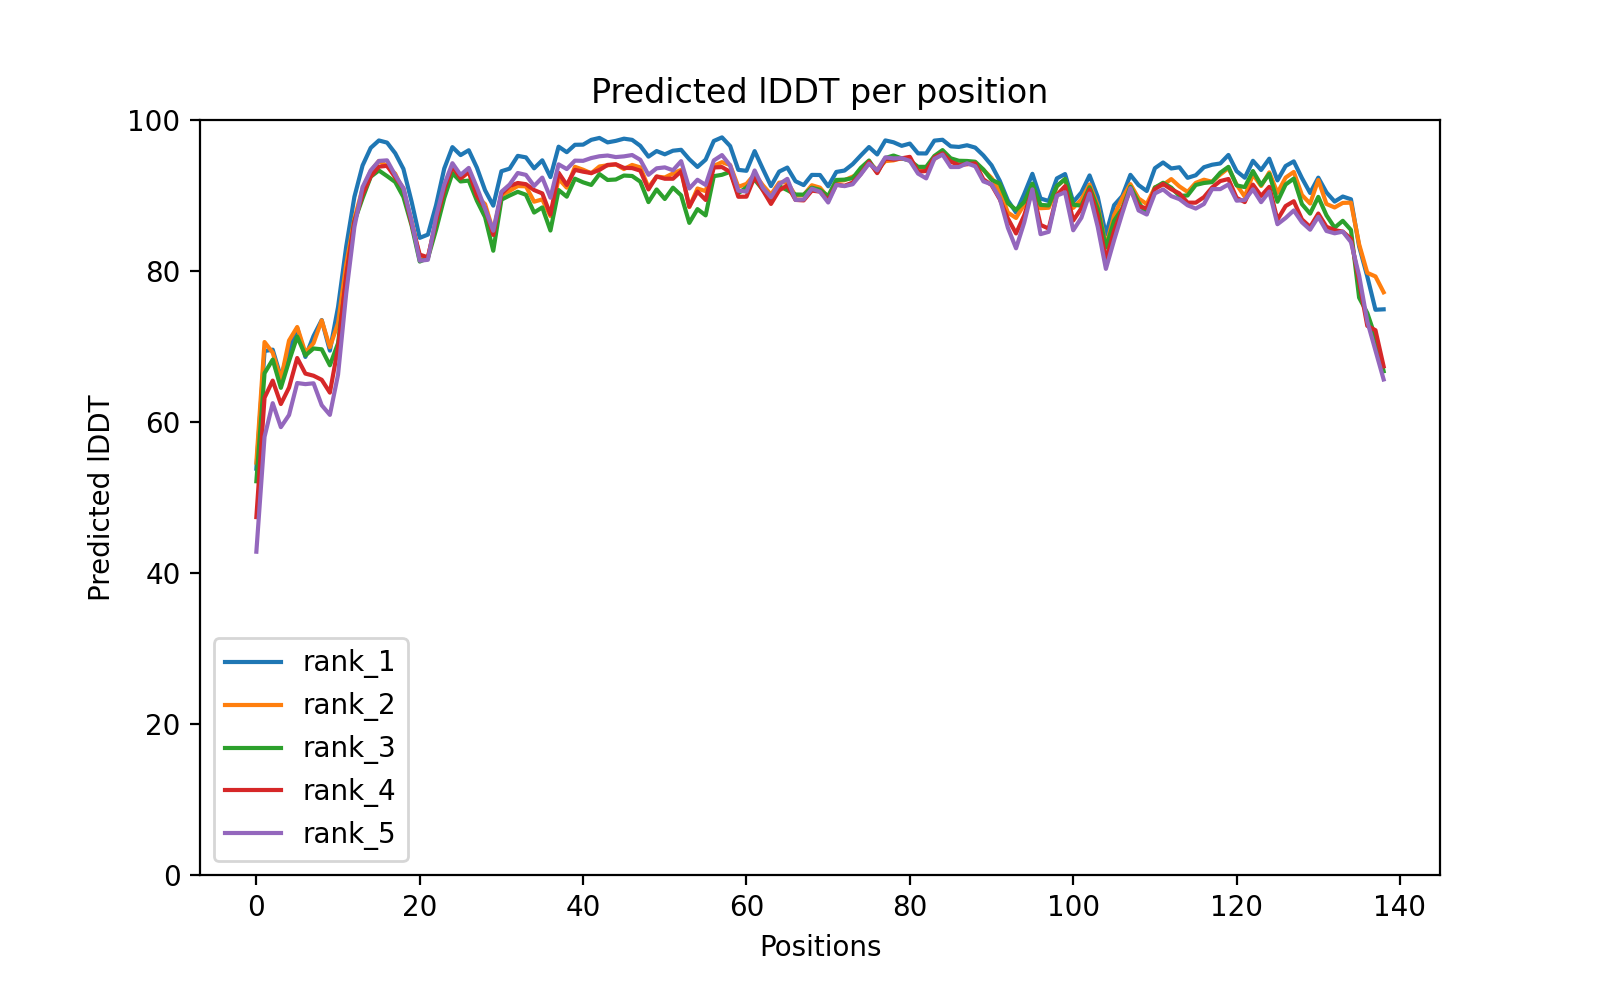 Predicted lDDT per position
100
80
60
40
20
0
Predicted lDDT
rank_1
rank_2
rank_3
rank_4
rank_5
0 20 40 60 80 100 120 140
Positions